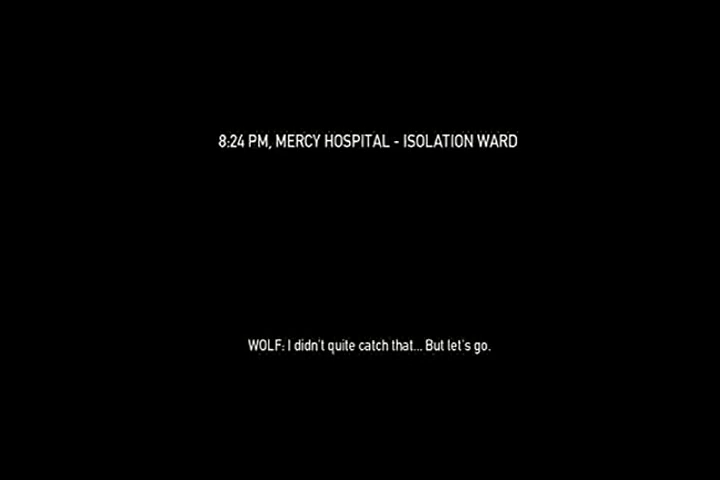 8:24 PM, MERCY HOSPITAL - ISOLATION WARD
WOLF: I didn't quite catch that... But let's go.